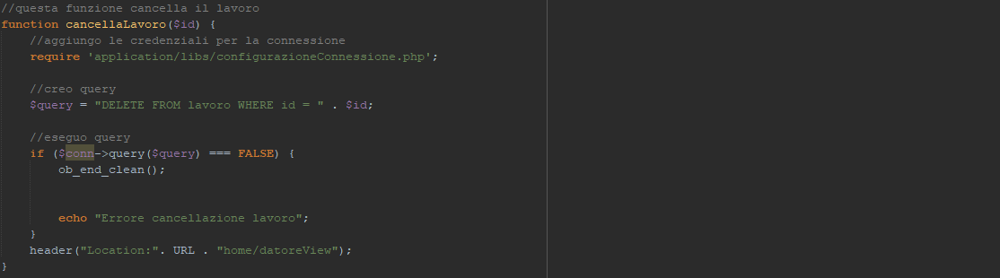 //questa funzione cancella il lavoro
function cancellaLavoro($id) {
//aggiungo le credenziali per la connessione
require 'application/libs/configurazioneConnessione.php';
//creo query
$query = "DELETE FROM lavoro WHERE id = " . $id;
//eseguo query
if ($conn->query($query) === FALSE) {
ob_end_clean();
echo "Errore cancellazione lavoro";
}
header("Location:". URL . "home/datoreView");
}